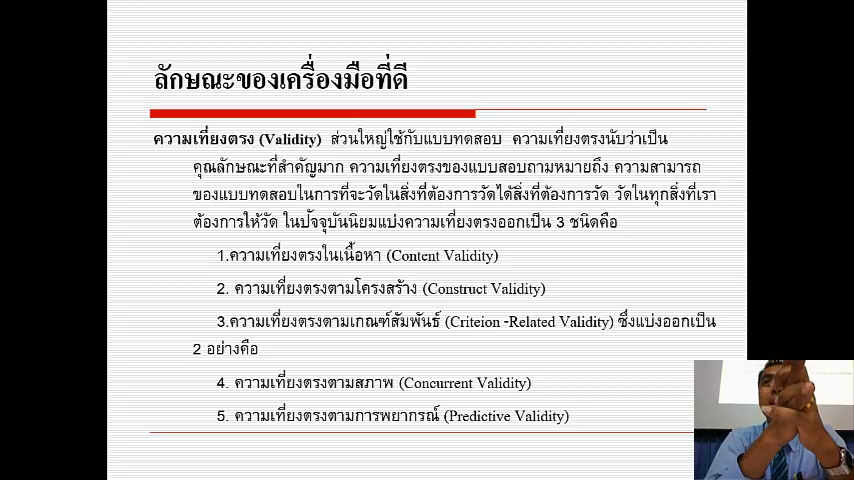 ลักษณะของเครื่องมือที่ดี
ความเที่ยงตรง (Validity) ส่วนใหญ่ใช้กับแบบทดสอบ ความเที่ยงตรงนับว่าเป็น
คุณลักษณะที่สำคัญมาก ความเที่ยงตรงของแบบสอบถามหมายถึง ความสามารถ
ของแบบทดสอบในการที่จะวัดในสิ่งที่ต้องการวัดได้สิ่งที่ต้องการวัด วัดในทุกสิ่งที่เรา
ต้องการให้วัด ในปัจจุบันนิยมแบ่งความเที่ยงตรงออกเป็น 3 ชนิดคือ
1.ความเที่ยงตรงในเนื้อหา (Content Validity)
2. ความเที่ยงตรงตามโครงสร้าง (Construct Validity)
3.ความเที่ยงตรงตามเกณฑ์สัมพันธ์ (Criteion -Related Validity) ซึ่งแบ่งออกเป็น
2 อย่างคือ
4. ความเที่ยงตรงตามสภาพ (Concurrent Validity)
5. ความเที่ยงตรงตามการพยากรณ์ (Predictive Validity)